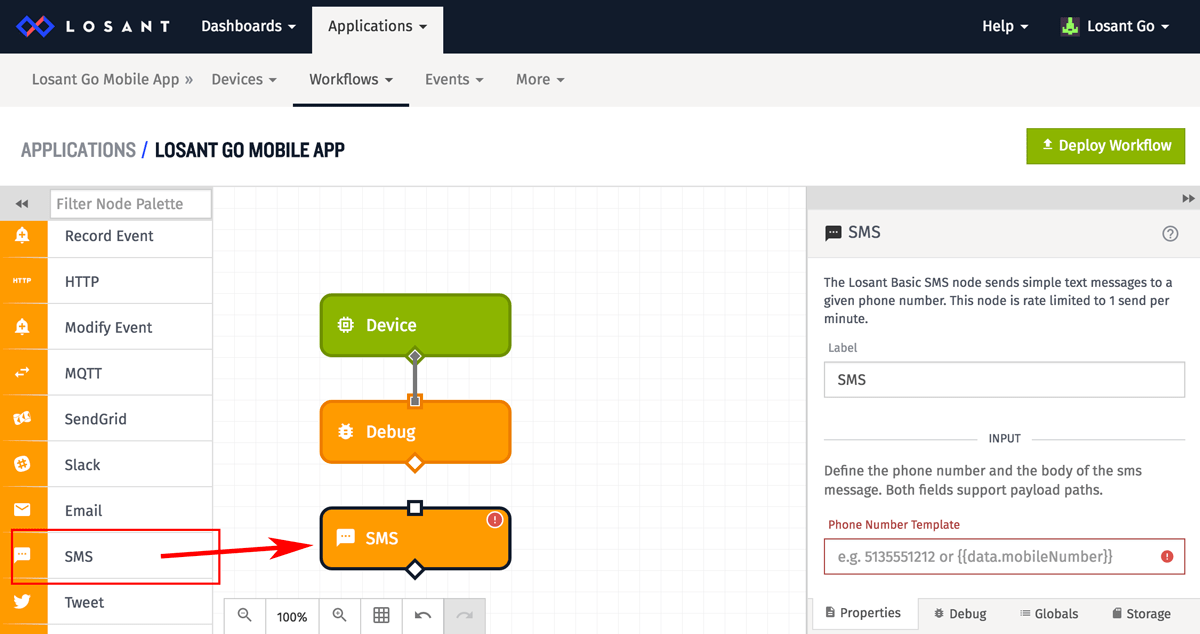 LOSANT Dashboards Applications Help Losant Go
Losant Go Mobile App » Devices Workflows Events More
APPLICATIONS / LOSANT GO MOBILE APP
Deploy Workflow
Filter Node Palette
Record Event
HTTP HTTP
Modify Event
MQTT
SendGrid
Slack
Email
SMS
Tweet
Device
Debug
SMS
100%
SMS
The Losant Basic SMS node sends simple text messages to a
given phone number. This node is rate limited to 1 send per
minute.
Label
SMS
INPUT
Define the phone number and the body of the sms
message. Both fields support payload paths.
Phone Number Template
e.g. 5135551212 or {{data.mobileNumber}}
Properties Debug Globals Storage